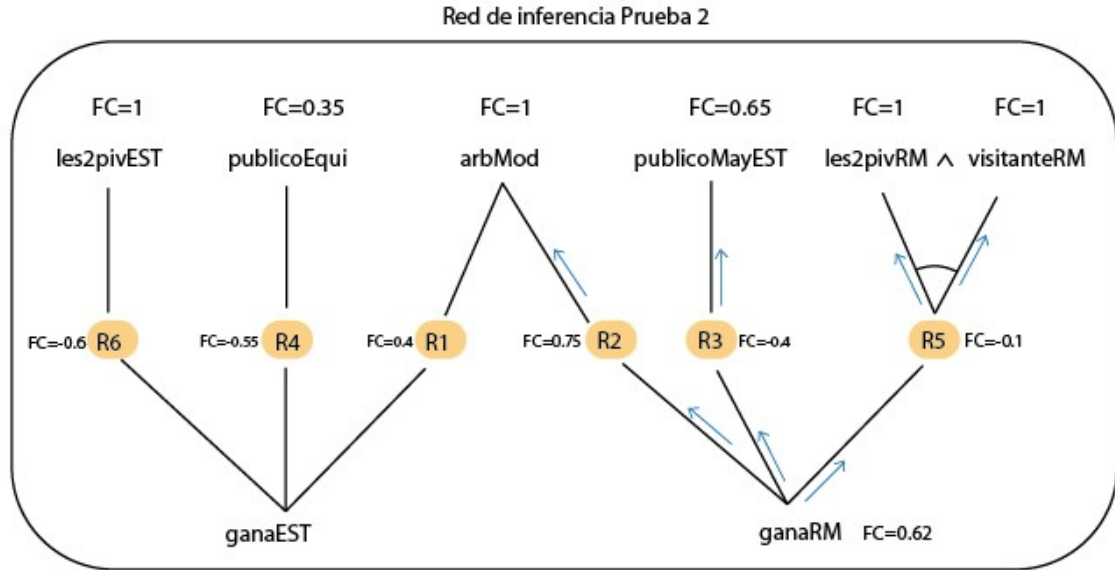 Red de inferencia Prueba 2
FC=1 FC=0.35 FC=1 FC=0.65 FC=1 FC=1
les2pivEST publicoEqui arbMod publicoMayEST les2pivRM ^ visitanteRM
FC=-0.6 R6 FC=-0.55 R4 FC=0.4 R1 FC=0.75 R2 R3 FC=-0.4 R5 FC=-0.1
ganaEST ganaRM FC=0.62